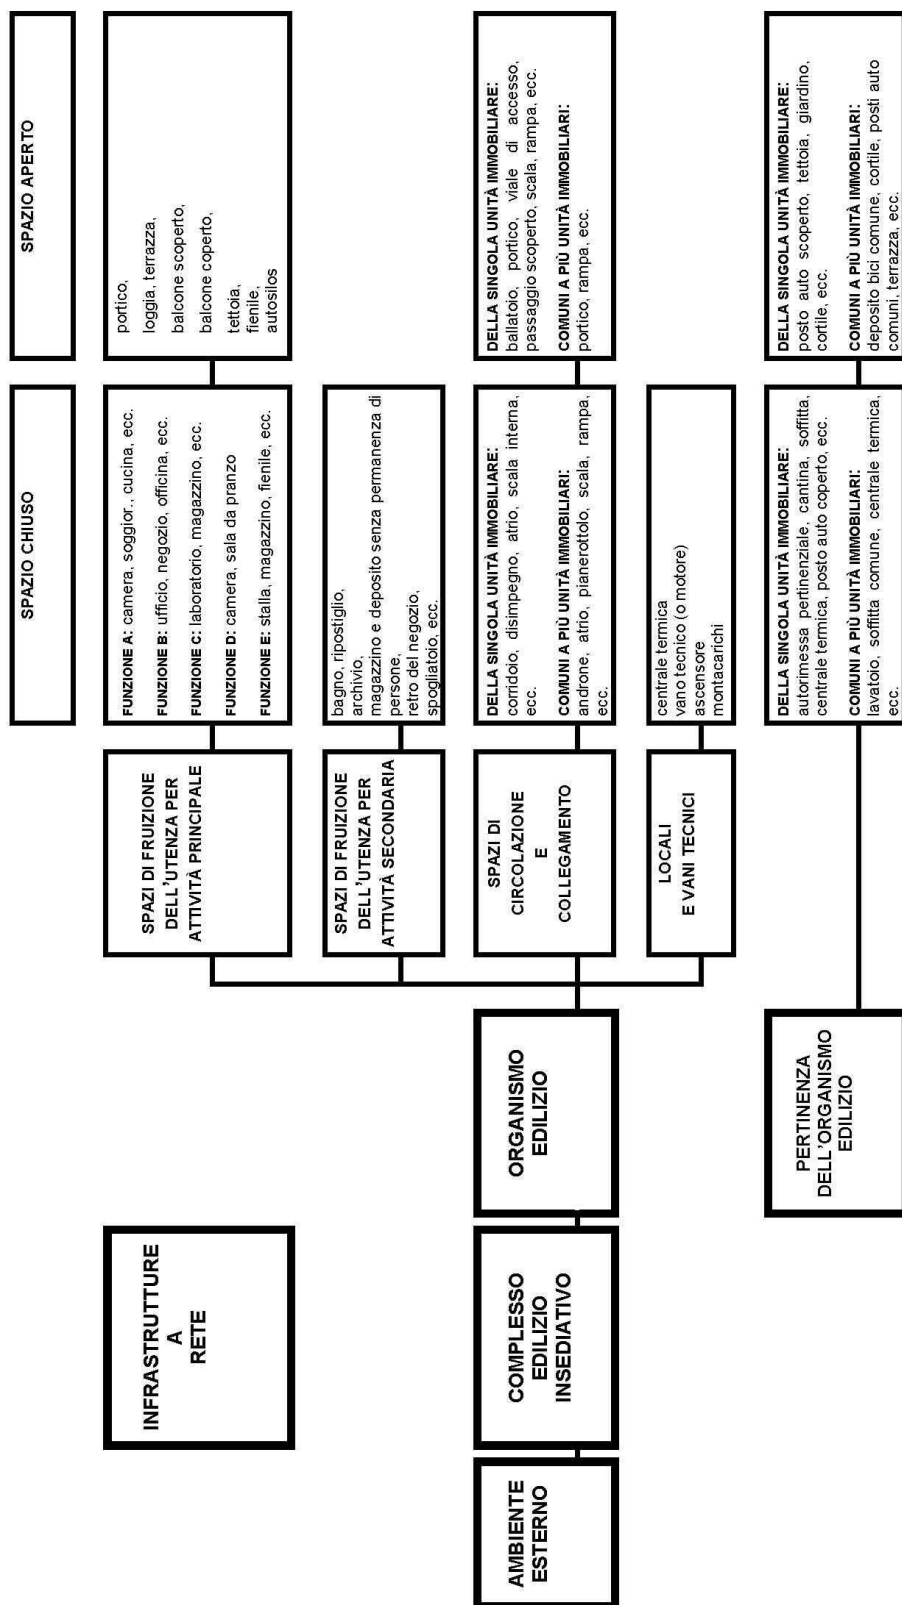 SPAZIO CHIUSO
SPAZIO APERTO
INFRASTRUTTURE
A
RETE
SPAZI DI FRUIZIONE
DELL'UTENZA PER
ATTIVITÀ PRINCIPALE
FUNZIONE A: camera, soggior., cucina, ecc.
FUNZIONE B: ufficio, negozio, officina, ecc.
FUNZIONE C: laboratorio, magazzino, ecc.
FUNZIONE D: camera, sala da pranzo
FUNZIONE E: stalla, magazzino, fienile, ecc.
portico,
loggia, terrazza,
balcone scoperto,
balcone coperto,
tettoia,
fienile,
autosilos
SPAZI DI FRUIZIONE
DELL'UTENZA PER
ATTIVITÀ SECONDARIA
bagno, ripostiglio,
archivio,
magazzino e deposito senza permanenza di
persone,
retro del negozio,
spogliatoio, ecc.
AMBIENTE
ESTERNO
COMPLESSO
EDILIZIO
INSEDIATIVO
ORGANISMO
EDILIZIO
SPAZI DI
CIRCOLAZIONE
E
COLLEGAMENTO
DELLA SINGOLA UNITÀ IMMOBILIARE:
corridoio, disimpegno, atrio, scala interna,
ecc.
COMUNI A PIÙ UNITÀ IMMOBILIARI:
androne, atrio, pianerottolo, scala, rampa,
ecc.
DELLA SINGOLA UNITÀ IMMOBILIARE:
ballatoio, portico, viale di accesso,
passaggio scoperto, scala, rampa, ecc.
COMUNI A PIÙ UNITÀ IMMOBILIARI:
portico, rampa, ecc.
LOCALI
E VANI TECNICI
centrale termica
vano tecnico (o motore)
ascensore
montacarichi
PERTINENZA
DELL'ORGANISMO
EDILIZIO
DELLA SINGOLA UNITÀ IMMOBILIARE:
autorimessa pertinenziale, cantina, soffitta,
centrale termica, posto auto coperto, ecc.
COMUNI A PIÙ UNITÀ IMMOBILIARI:
lavatoio, soffitta comune, centrale termica,
ecc.
DELLA SINGOLA UNITÀ IMMOBILIARE:
posto auto scoperto, tettoia, giardino,
cortile, ecc.
COMUNI A PIÙ UNITÀ IMMOBILIARI:
deposito bici comune, cortile, posti auto
comuni, terrazza, ecc.